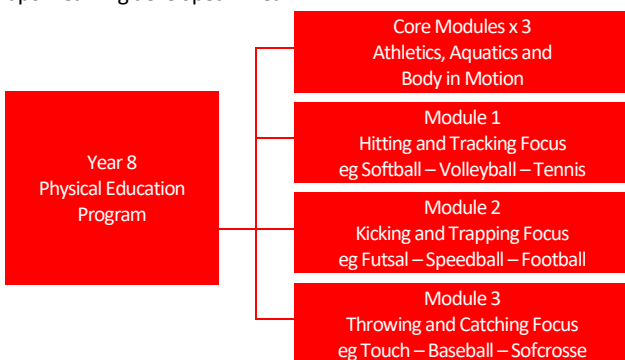 Year 8
Physical Education
Program
Core Modules x 3
Athletics, Aquatics and
Body in Motion
Module 1
Hitting and Tracking Focus
eg Softball – Volleyball – Tennis
Module 2
Kicking and Trapping Focus
eg Futsal – Speedball – Football
Module 3
Throwing and Catching Focus
eg Touch – Baseball – Sofcrosse